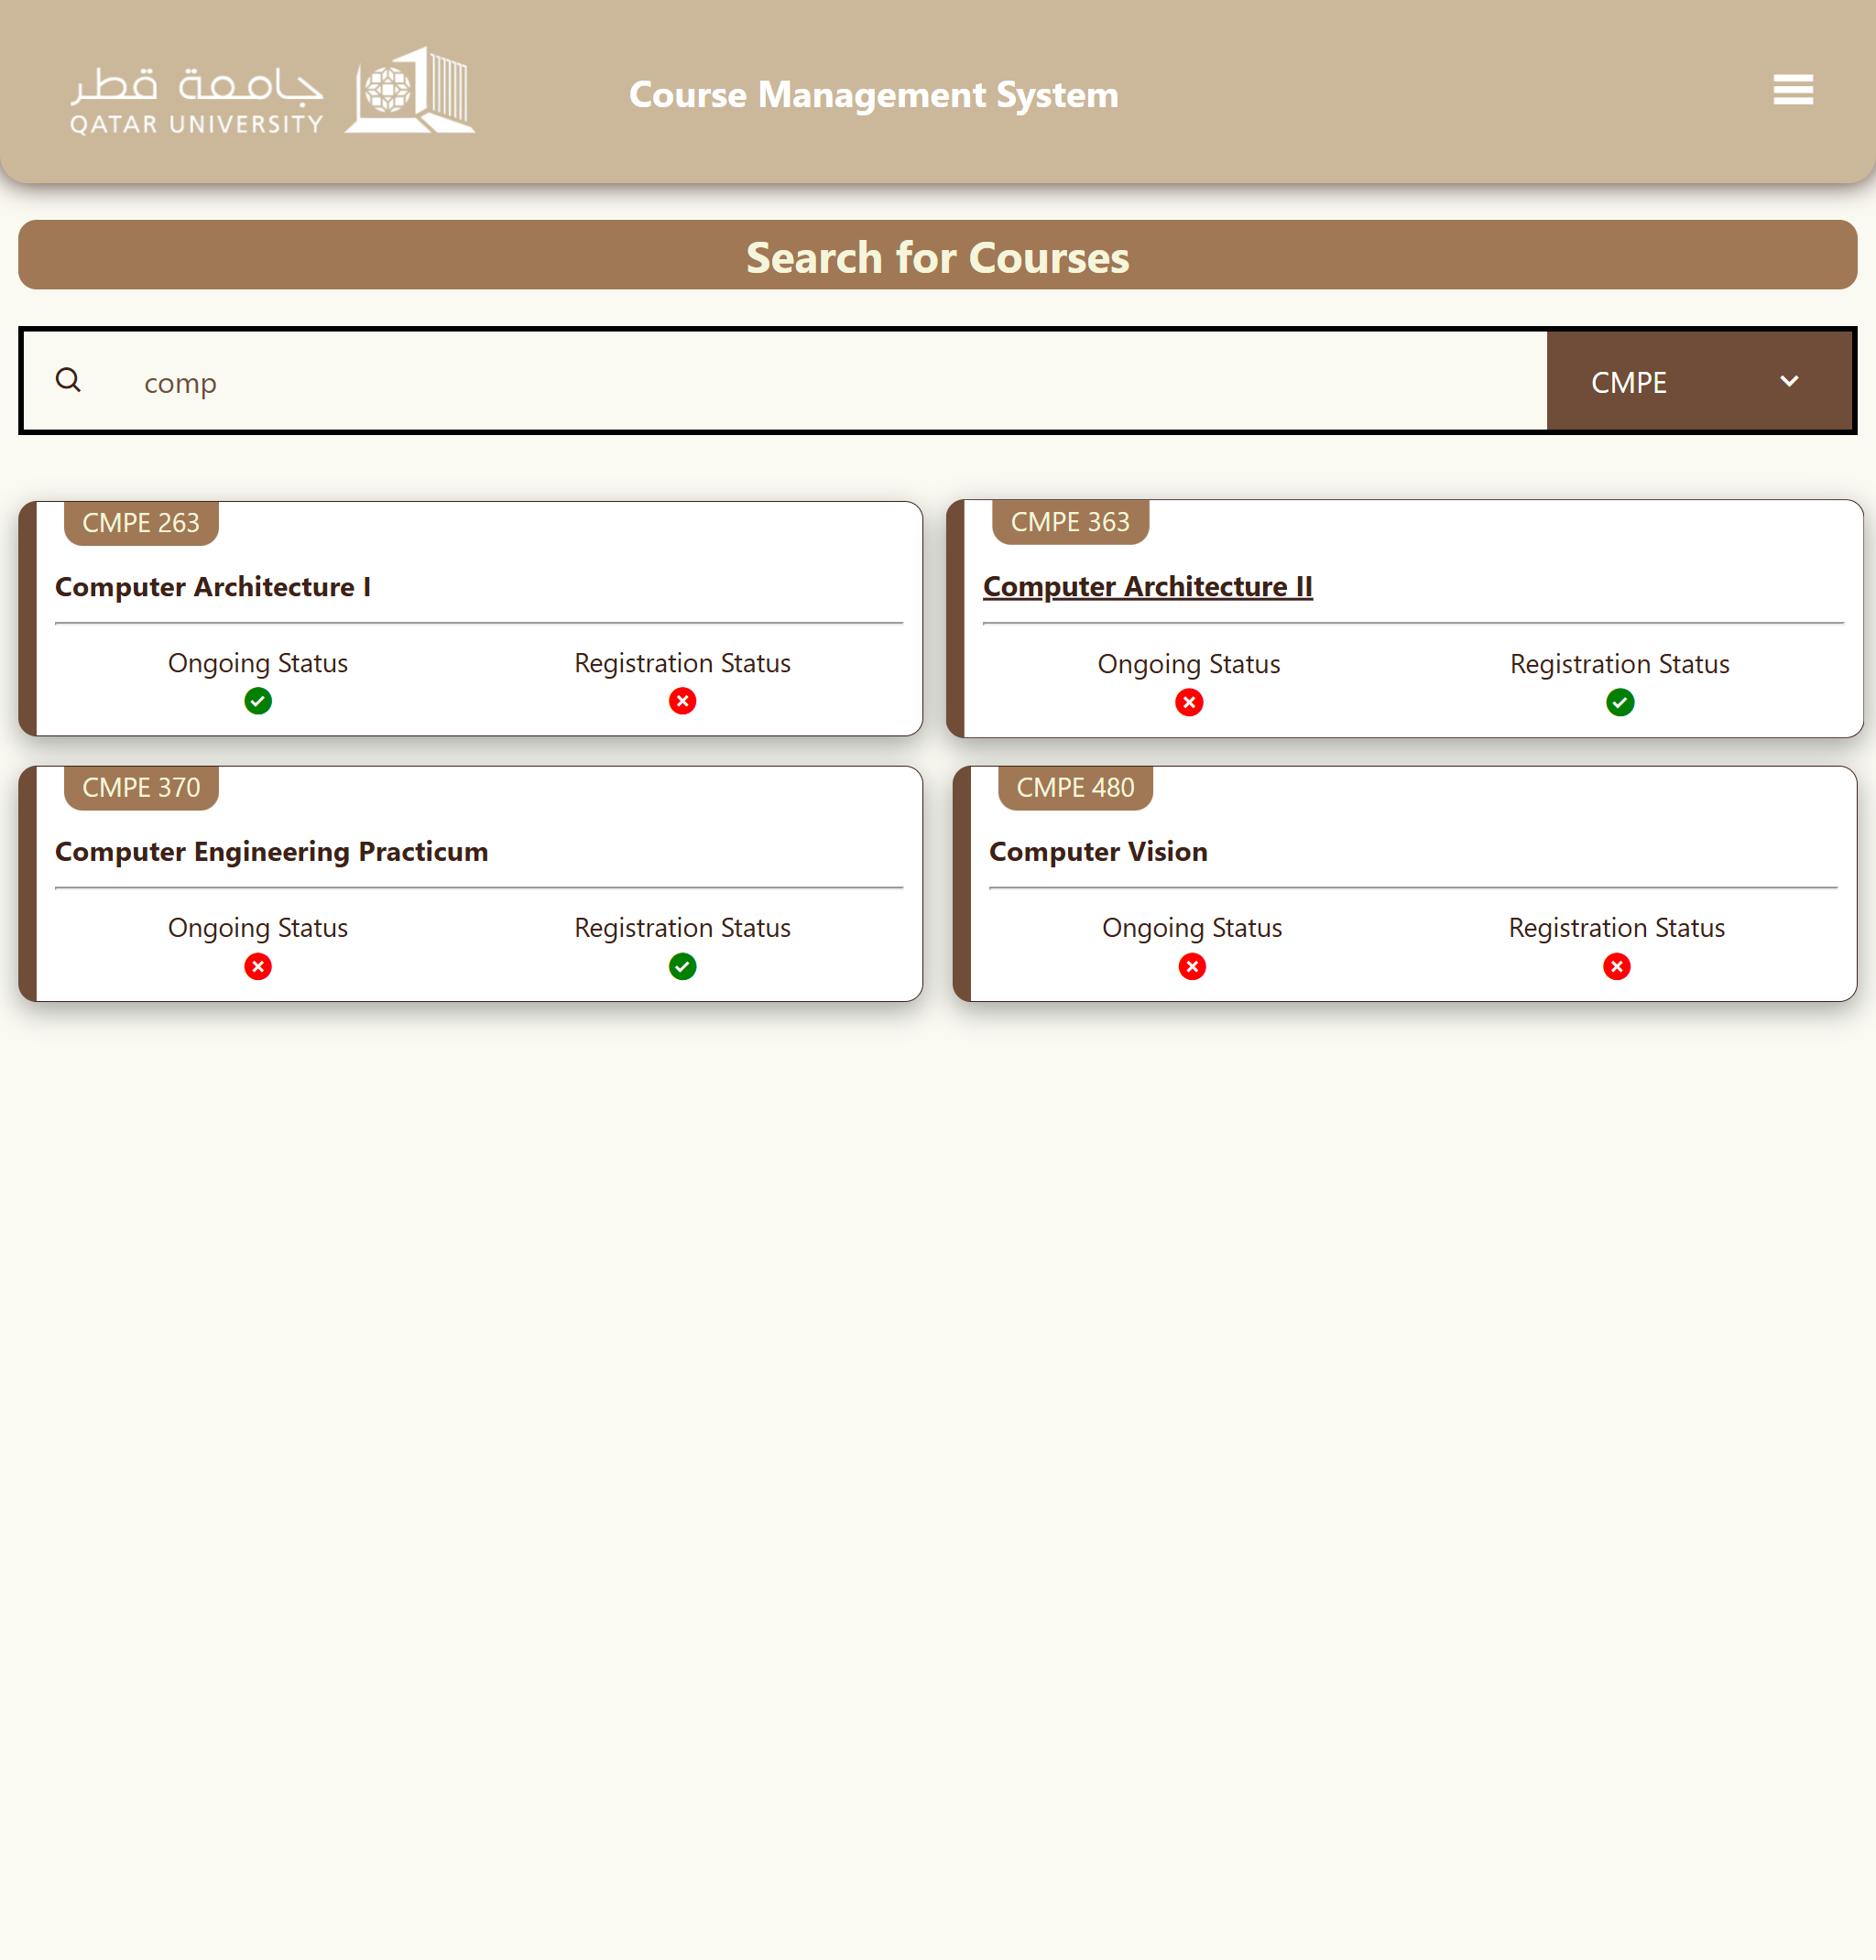 جامعة قطر
QATAR UNIVERSITY
Course Management System
Search for Courses
comp
CMPE
CMPE 263
Computer Architecture I
Ongoing Status
Registration Status
CMPE 363
Computer Architecture II
Ongoing Status
Registration Status
CMPE 370
Computer Engineering Practicum
Ongoing Status
Registration Status
CMPE 480
Computer Vision
Ongoing Status
Registration Status